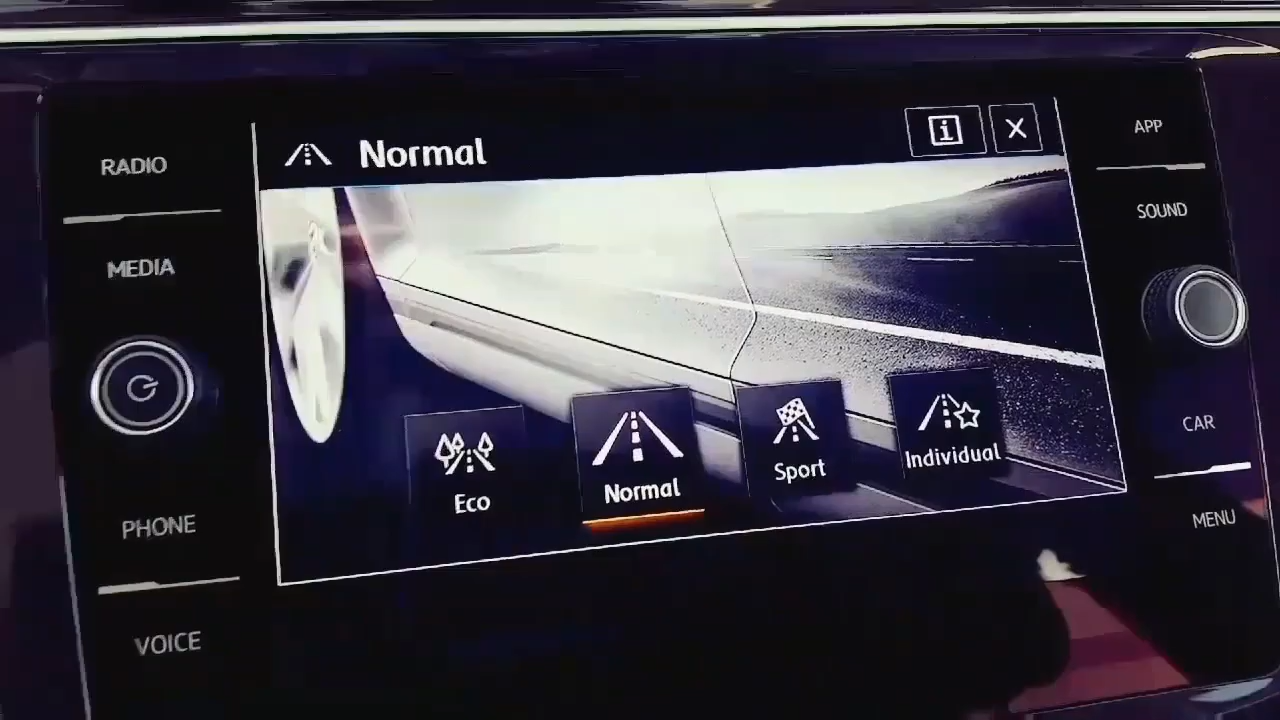 RADIO
MEDIA
PHONE
VOICE
Normal
i
X
Eco
Normal
Sport
Individual
APP
SOUND
CAR
MENU